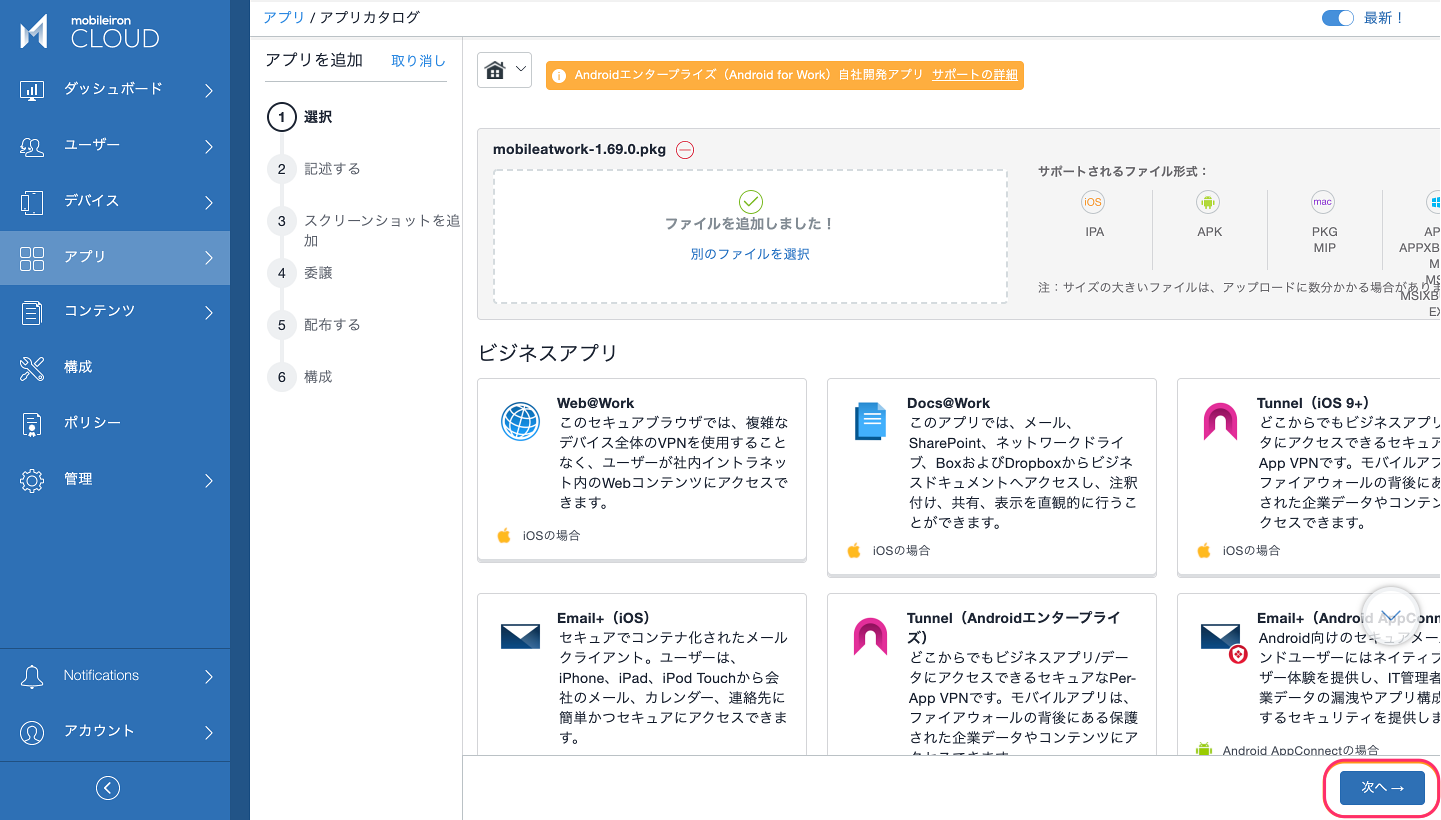 mobileiron
CLOUD
ダッシュボード
ユーザー
デバイス
アプリ
コンテンツ
構成
ポリシー
管理
Notifications
アカウント
アプリ / アプリカタログ
最新！
アプリを追加 取り消し
1 選択
2 記述する
3 スクリーンショットを追
加
4 委譲
5 配布する
6 構成
Androidエンタープライズ（Android for Work）自社開発アプリ サポートの詳細
mobileatwork-1.69.0.pkg
ファイルを追加しました！
別のファイルを選択
サポートされるファイル形式：
iOS
IPA
APK
mac
PKG
MIP
AP
APPXB
M
MS
MSIXB
EX
注：サイズの大きいファイルは、アップロードに数分かかる場合がありま
ビジネスアプリ
Web@Work
このセキュアブラウザでは、複雑な
デバイス全体のVPNを使用すること
なく、ユーザーが社内イントラネッ
ト内のWebコンテンツにアクセスで
きます。
iOSの場合
Docs@Work
このアプリでは、メール、
SharePoint、ネットワークドライ
ブ、BoxおよびDropboxからビジネ
スドキュメントへアクセスし、注釈
付け、共有、表示を直観的に行うこ
とができます。
iOSの場合
Tunnel（iOS 9+）
どこからでもビジネスアプリ
タにアクセスできるセキュア
App VPNです。モバイルアプ
ファイアウォールの背後にあ
された企業データやコンテン
クセスできます。
iOSの場合
Email+（iOS）
セキュアでコンテナ化されたメール
クライアント。ユーザーは、
iPhone、iPad、iPod Touchから会
社のメール、カレンダー、連絡先に
簡単かつセキュアにアクセスできま
す。
Tunnel（Androidエンタープライ
ズ）
どこからでもビジネスアプリ/デー
タにアクセスできるセキュアなPer-
App VPNです。モバイルアプリは、
ファイアウォールの背後にある保護
された企業データやコンテンツにア
クセスできます。
Email+（Android AppConn
Android向けのセキュアメー
ンドユーザーにはネイティブ
ザー体験を提供し、IT管理者
業データの漏洩やアプリ構成
するセキュリティを提供しま
Android AppConnectの場合
次へ →